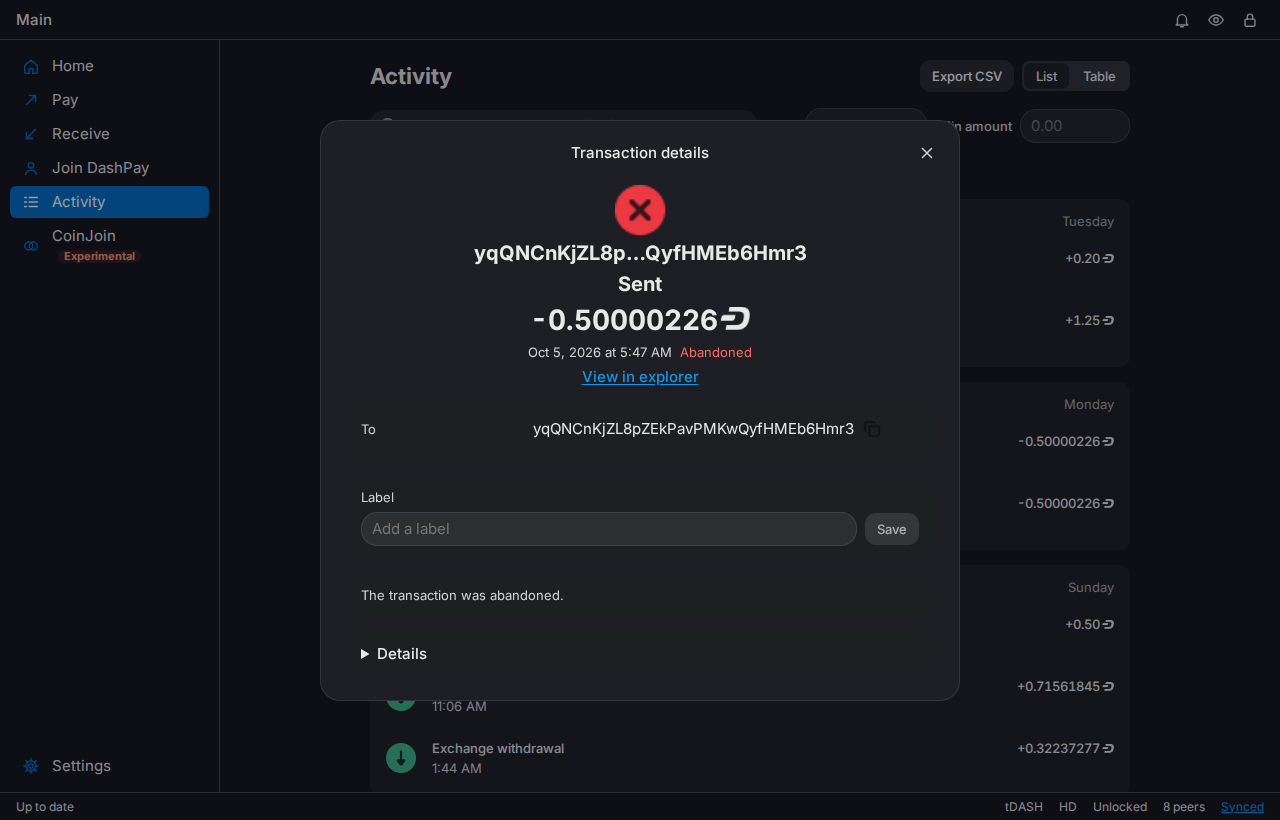 Main
Home
Pay
Receive
Join DashPay
Activity
CoinJoin
Experimental
Settings
Activity
Export CSV
List
Table
amount
0.00
Tuesday
+0.20
+1.25
Monday
-0.50000226
-0.50000226
Sunday
+0.50
+0.71561845
11:06 AM
Exchange withdrawal
+0.32237277
1:44 AM
Transaction details
yqQNCnKjZL8p...QyfHMEb6Hmr3
Sent
-0.50000226
Oct 5, 2026 at 5:47 AM Abandoned
View in explorer
To
yqQNCnKjZL8pZEkPavPMKwQyfHMEb6Hmr3
Label
Add a label
Save
The transaction was abandoned.
Details
Up to date
tDASH
HD
Unlocked
8 peers
Synced